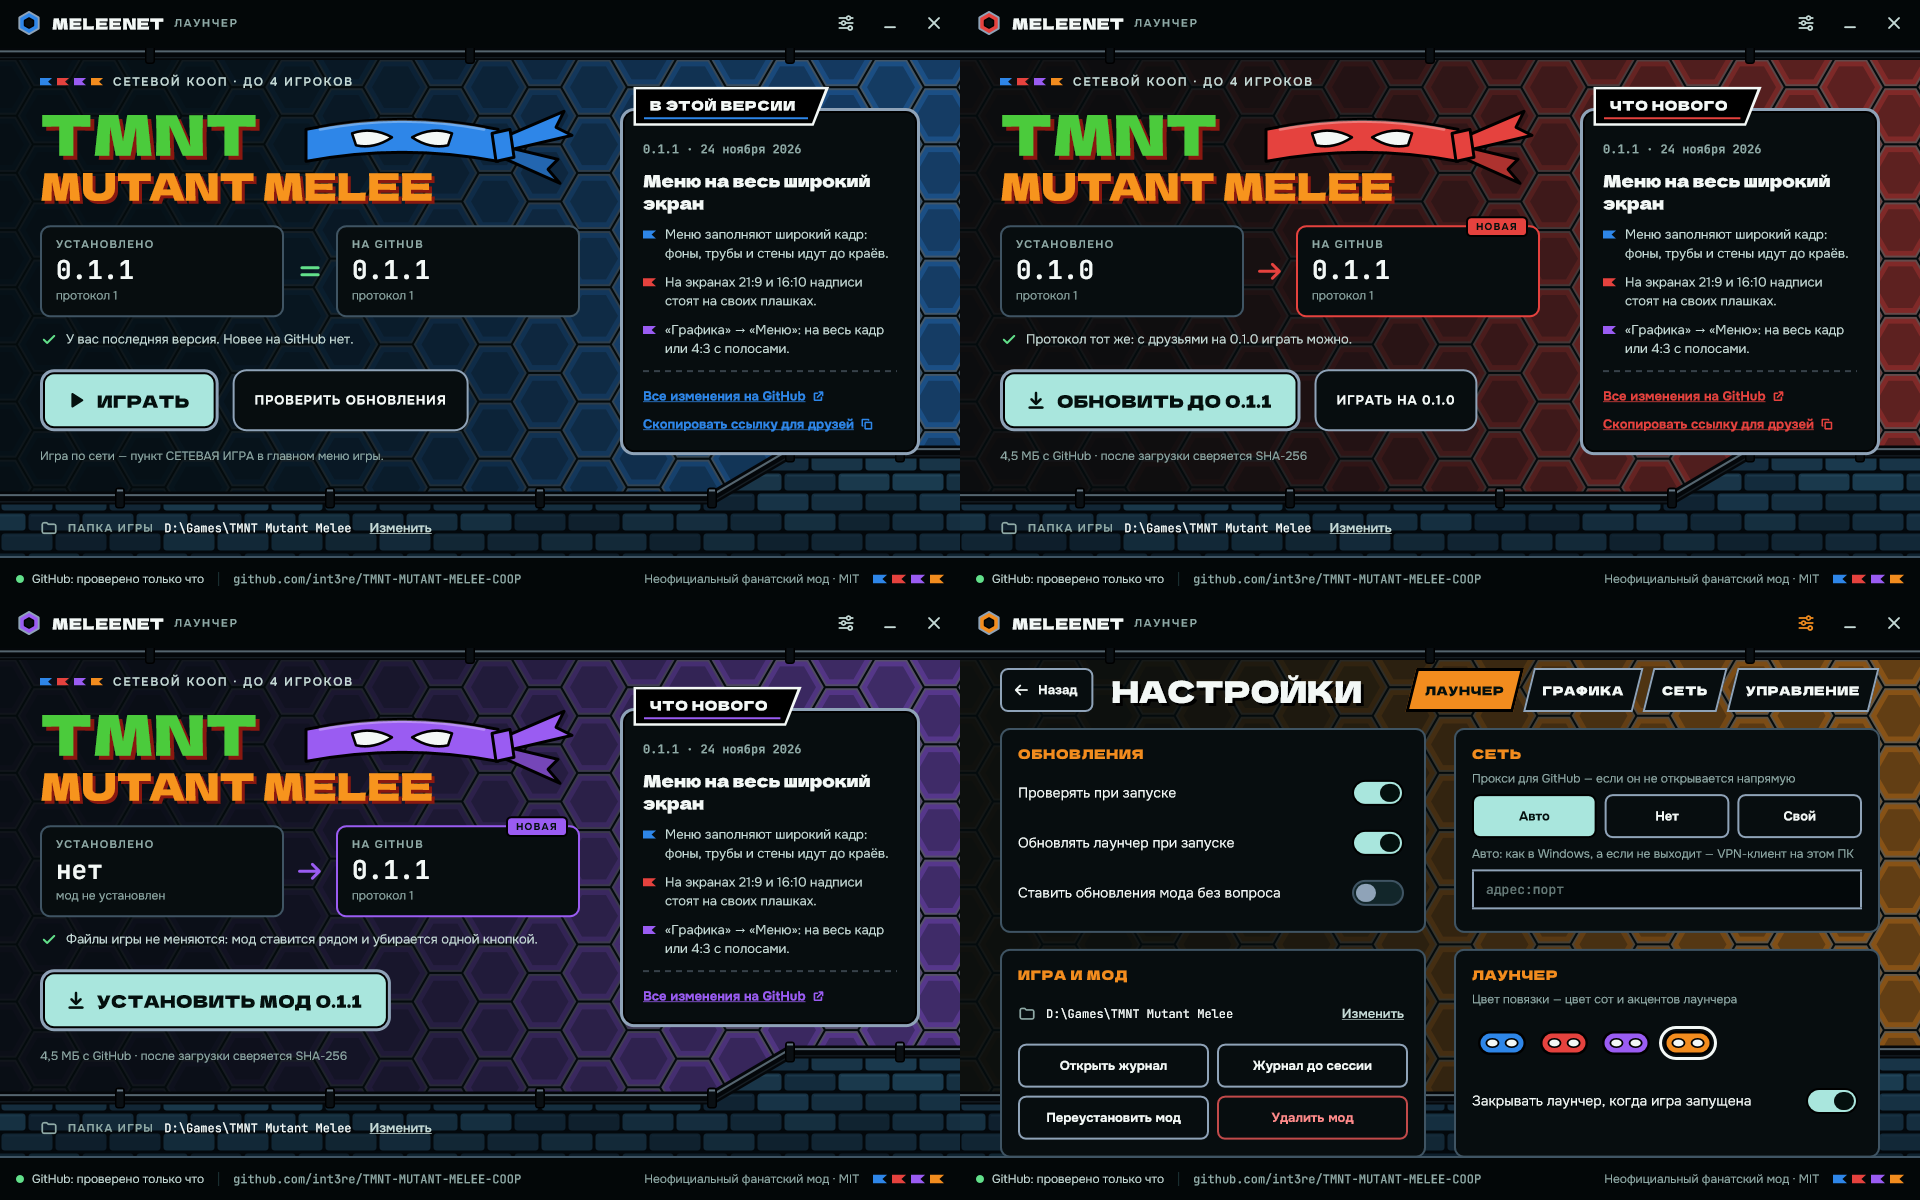 MELEENET ЛАУНЧЕР
СЕТЕВОЙ КООП · ДО 4 ИГРОКОВ
TMNT
MUTANT MELEE
УСТАНОВЛЕНО
0.1.1
протокол 1
=
НА GITHUB
0.1.1
протокол 1
У вас последняя версия. Новее на GitHub нет.
ИГРАТЬ
ПРОВЕРИТЬ ОБНОВЛЕНИЯ
Игра по сети — пункт СЕТЕВАЯ ИГРА в главном меню игры.
В ЭТОЙ ВЕРСИИ
0.1.1 · 24 ноября 2026
Меню на весь широкий
экран
Меню заполняют широкий кадр:
фоны, трубы и стены идут до краёв.
На экранах 21:9 и 16:10 надписи
стоят на своих плашках.
«Графика» → «Меню»: на весь кадр
или 4:3 с полосами.
Все изменения на GitHub
Скопировать ссылку для друзей
ПАПКА ИГРЫ D:\Games\TMNT Mutant Melee Изменить
GitHub: проверено только что github.com/int3re/TMNT-MUTANT-MELEE-COOP Неофициальный фанатский мод · MIT
MELEENET ЛАУНЧЕР
СЕТЕВОЙ КООП · ДО 4 ИГРОКОВ
TMNT
MUTANT MELEE
УСТАНОВЛЕНО
0.1.0
протокол 1
→
НОВАЯ
НА GITHUB
0.1.1
протокол 1
Протокол тот же: с друзьями на 0.1.0 играть можно.
ОБНОВИТЬ ДО 0.1.1
ИГРАТЬ НА 0.1.0
4,5 МБ с GitHub · после загрузки сверяется SHA-256
ЧТО НОВОГО
0.1.1 · 24 ноября 2026
Меню на весь широкий
экран
Меню заполняют широкий кадр:
фоны, трубы и стены идут до краёв.
На экранах 21:9 и 16:10 надписи
стоят на своих плашках.
«Графика» → «Меню»: на весь кадр
или 4:3 с полосами.
Все изменения на GitHub
Скопировать ссылку для друзей
ПАПКА ИГРЫ D:\Games\TMNT Mutant Melee Изменить
GitHub: проверено только что github.com/int3re/TMNT-MUTANT-MELEE-COOP Неофициальный фанатский мод · MIT
MELEENET ЛАУНЧЕР
СЕТЕВОЙ КООП · ДО 4 ИГРОКОВ
TMNT
MUTANT MELEE
УСТАНОВЛЕНО
нет
мод не установлен
→
НОВАЯ
НА GITHUB
0.1.1
протокол 1
Файлы игры не меняются: мод ставится рядом и убирается одной кнопкой.
УСТАНОВИТЬ МОД 0.1.1
4,5 МБ с GitHub · после загрузки сверяется SHA-256
ЧТО НОВОГО
0.1.1 · 24 ноября 2026
Меню на весь широкий
экран
Меню заполняют широкий кадр:
фоны, трубы и стены идут до краёв.
На экранах 21:9 и 16:10 надписи
стоят на своих плашках.
«Графика» → «Меню»: на весь кадр
или 4:3 с полосами.
Все изменения на GitHub
ПАПКА ИГРЫ D:\Games\TMNT Mutant Melee Изменить
GitHub: проверено только что github.com/int3re/TMNT-MUTANT-MELEE-COOP Неофициальный фанатский мод · MIT
MELEENET ЛАУНЧЕР
Назад НАСТРОЙКИ ЛАУНЧЕР ГРАФИКА СЕТЬ УПРАВЛЕНИЕ
ОБНОВЛЕНИЯ
Проверять при запуске
Обновлять лаунчер при запуске
Ставить обновления мода без вопроса
СЕТЬ
Прокси для GitHub — если он не открывается напрямую
Авто Нет Свой
Авто: как в Windows, а если не выходит — VPN-клиент на этом ПК
адрес:порт
ИГРА И МОД
D:\Games\TMNT Mutant Melee Изменить
Открыть журнал Журнал до сессии
Переустановить мод Удалить мод
ЛАУНЧЕР
Цвет повязки — цвет сот и акцентов лаунчера
Закрывать лаунчер, когда игра запущена
GitHub: проверено только что github.com/int3re/TMNT-MUTANT-MELEE-COOP Неофициальный фанатский мод · MIT